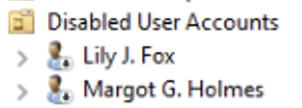 Disabled User Accounts
Lily J. Fox
Margot G. Holmes